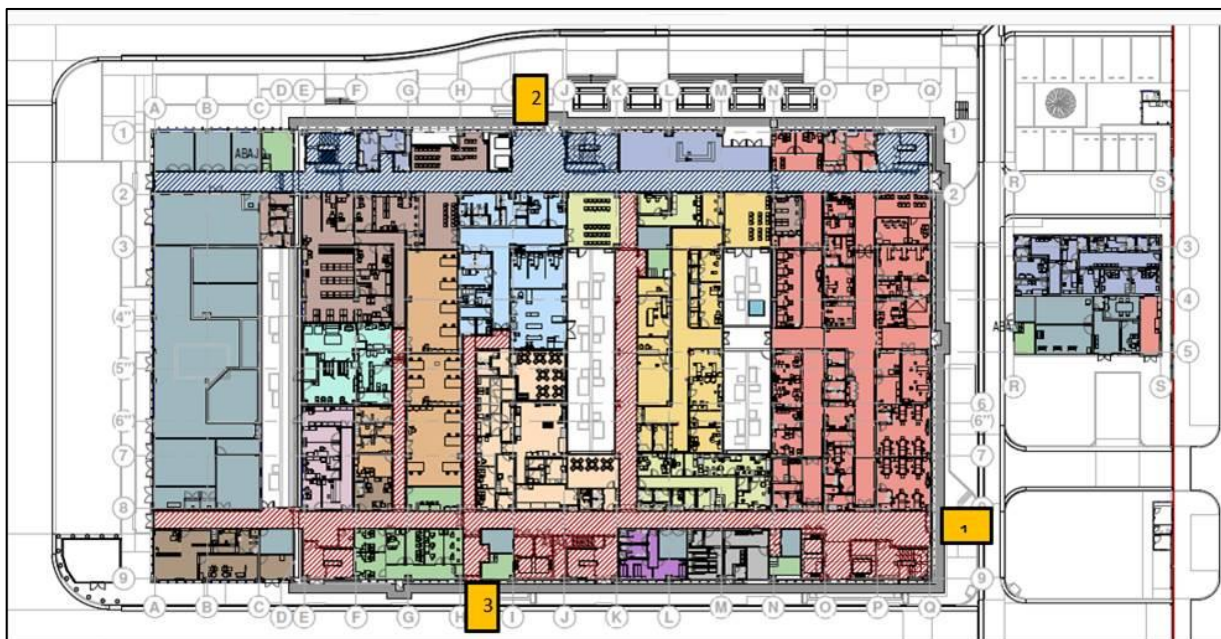 2
A B C D E F G H J K L M N O P Q
1 ABAJ 1
2 2 R S
3 3
(4'') 4
ABAJ
(5'') 5
R S
6
(6'') (6'')
7 7
8
1
9 9
A B C D E F G H I J K L M N O P Q
3